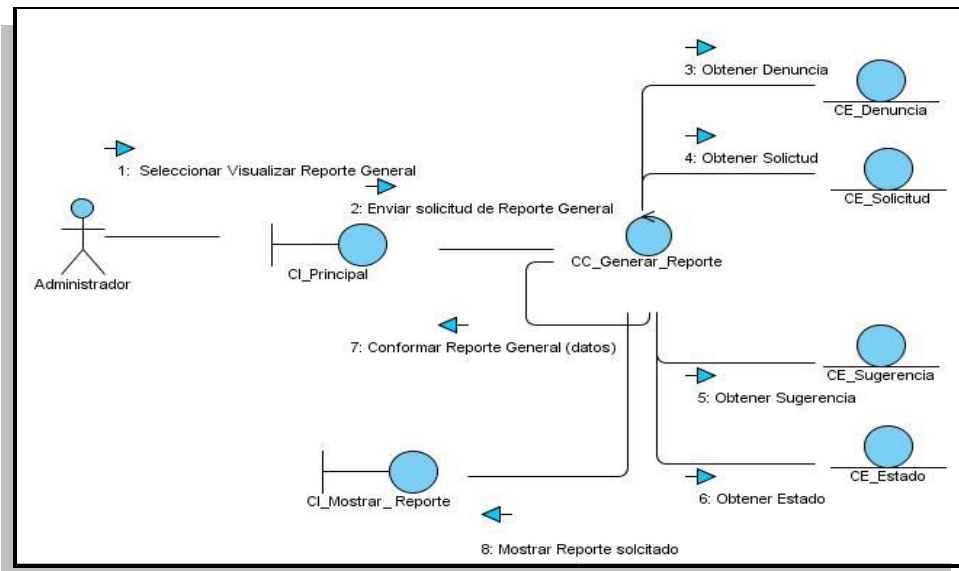 3: Obtener Denuncia
CE_Denuncia
4: Obtener Solictud
CE_Solicitud
1: Seleccionar Visualizar Reporte General
2: Enviar solicitud de Reporte General
Administrador
CI_Principal
CC_Generar_Reporte
7: Conformar Reporte General (datos)
CE_Sugerencia
5: Obtener Sugerencia
CE_Estado
6: Obtener Estado
CI_Mostrar_ Reporte
8: Mostrar Reporte solcitado